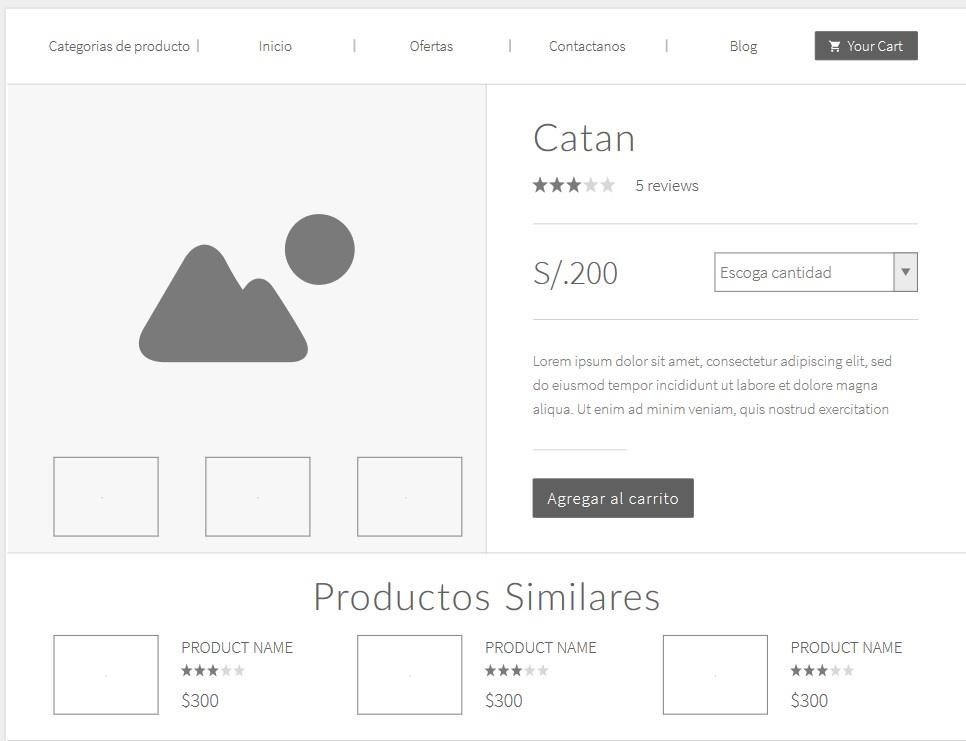 Categorias de producto | Inicio | Ofertas | Contactanos | Blog Your Cart
Catan
5 reviews
S/.200
Escoga cantidad
Lorem ipsum dolor sit amet, consectetur adipiscing elit, sed
do eiusmod tempor incididunt ut labore et dolore magna
aliqua. Ut enim ad minim veniam, quis nostrud exercitation
Agregar al carrito
Productos Similares
PRODUCT NAME
$300
PRODUCT NAME
$300
PRODUCT NAME
$300